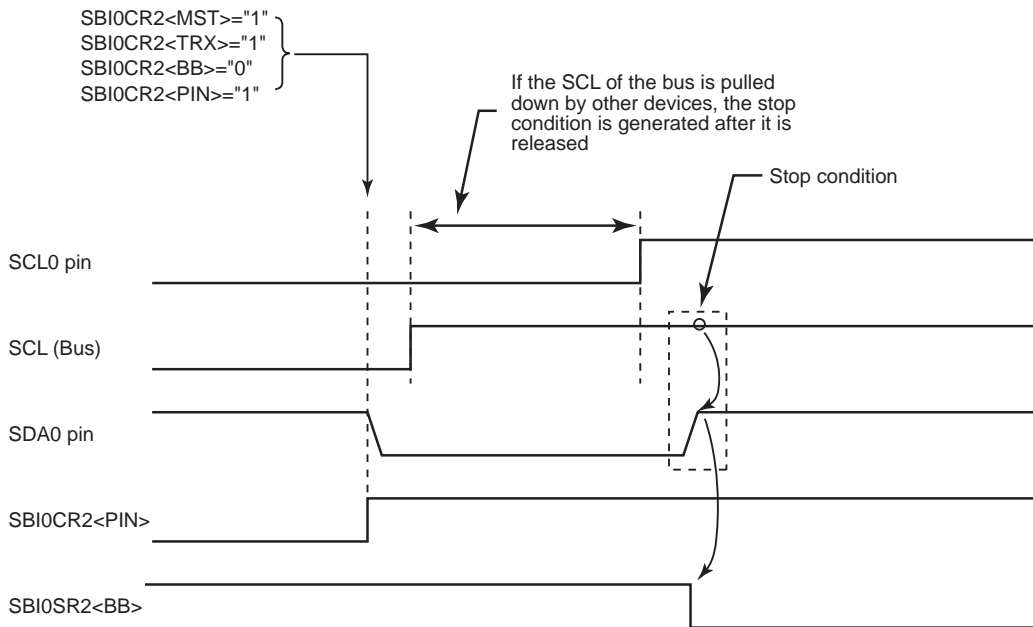 SBI0CR2<MST>="1"
SBI0CR2<TRX>="1"
SBI0CR2<BB>="0"
SBI0CR2<PIN>="1"
If the SCL of the bus is pulled
down by other devices, the stop
condition is generated after it is
released
Stop condition
SCL0 pin
SCL (Bus)
SDA0 pin
SBI0CR2<PIN>
SBI0SR2<BB>